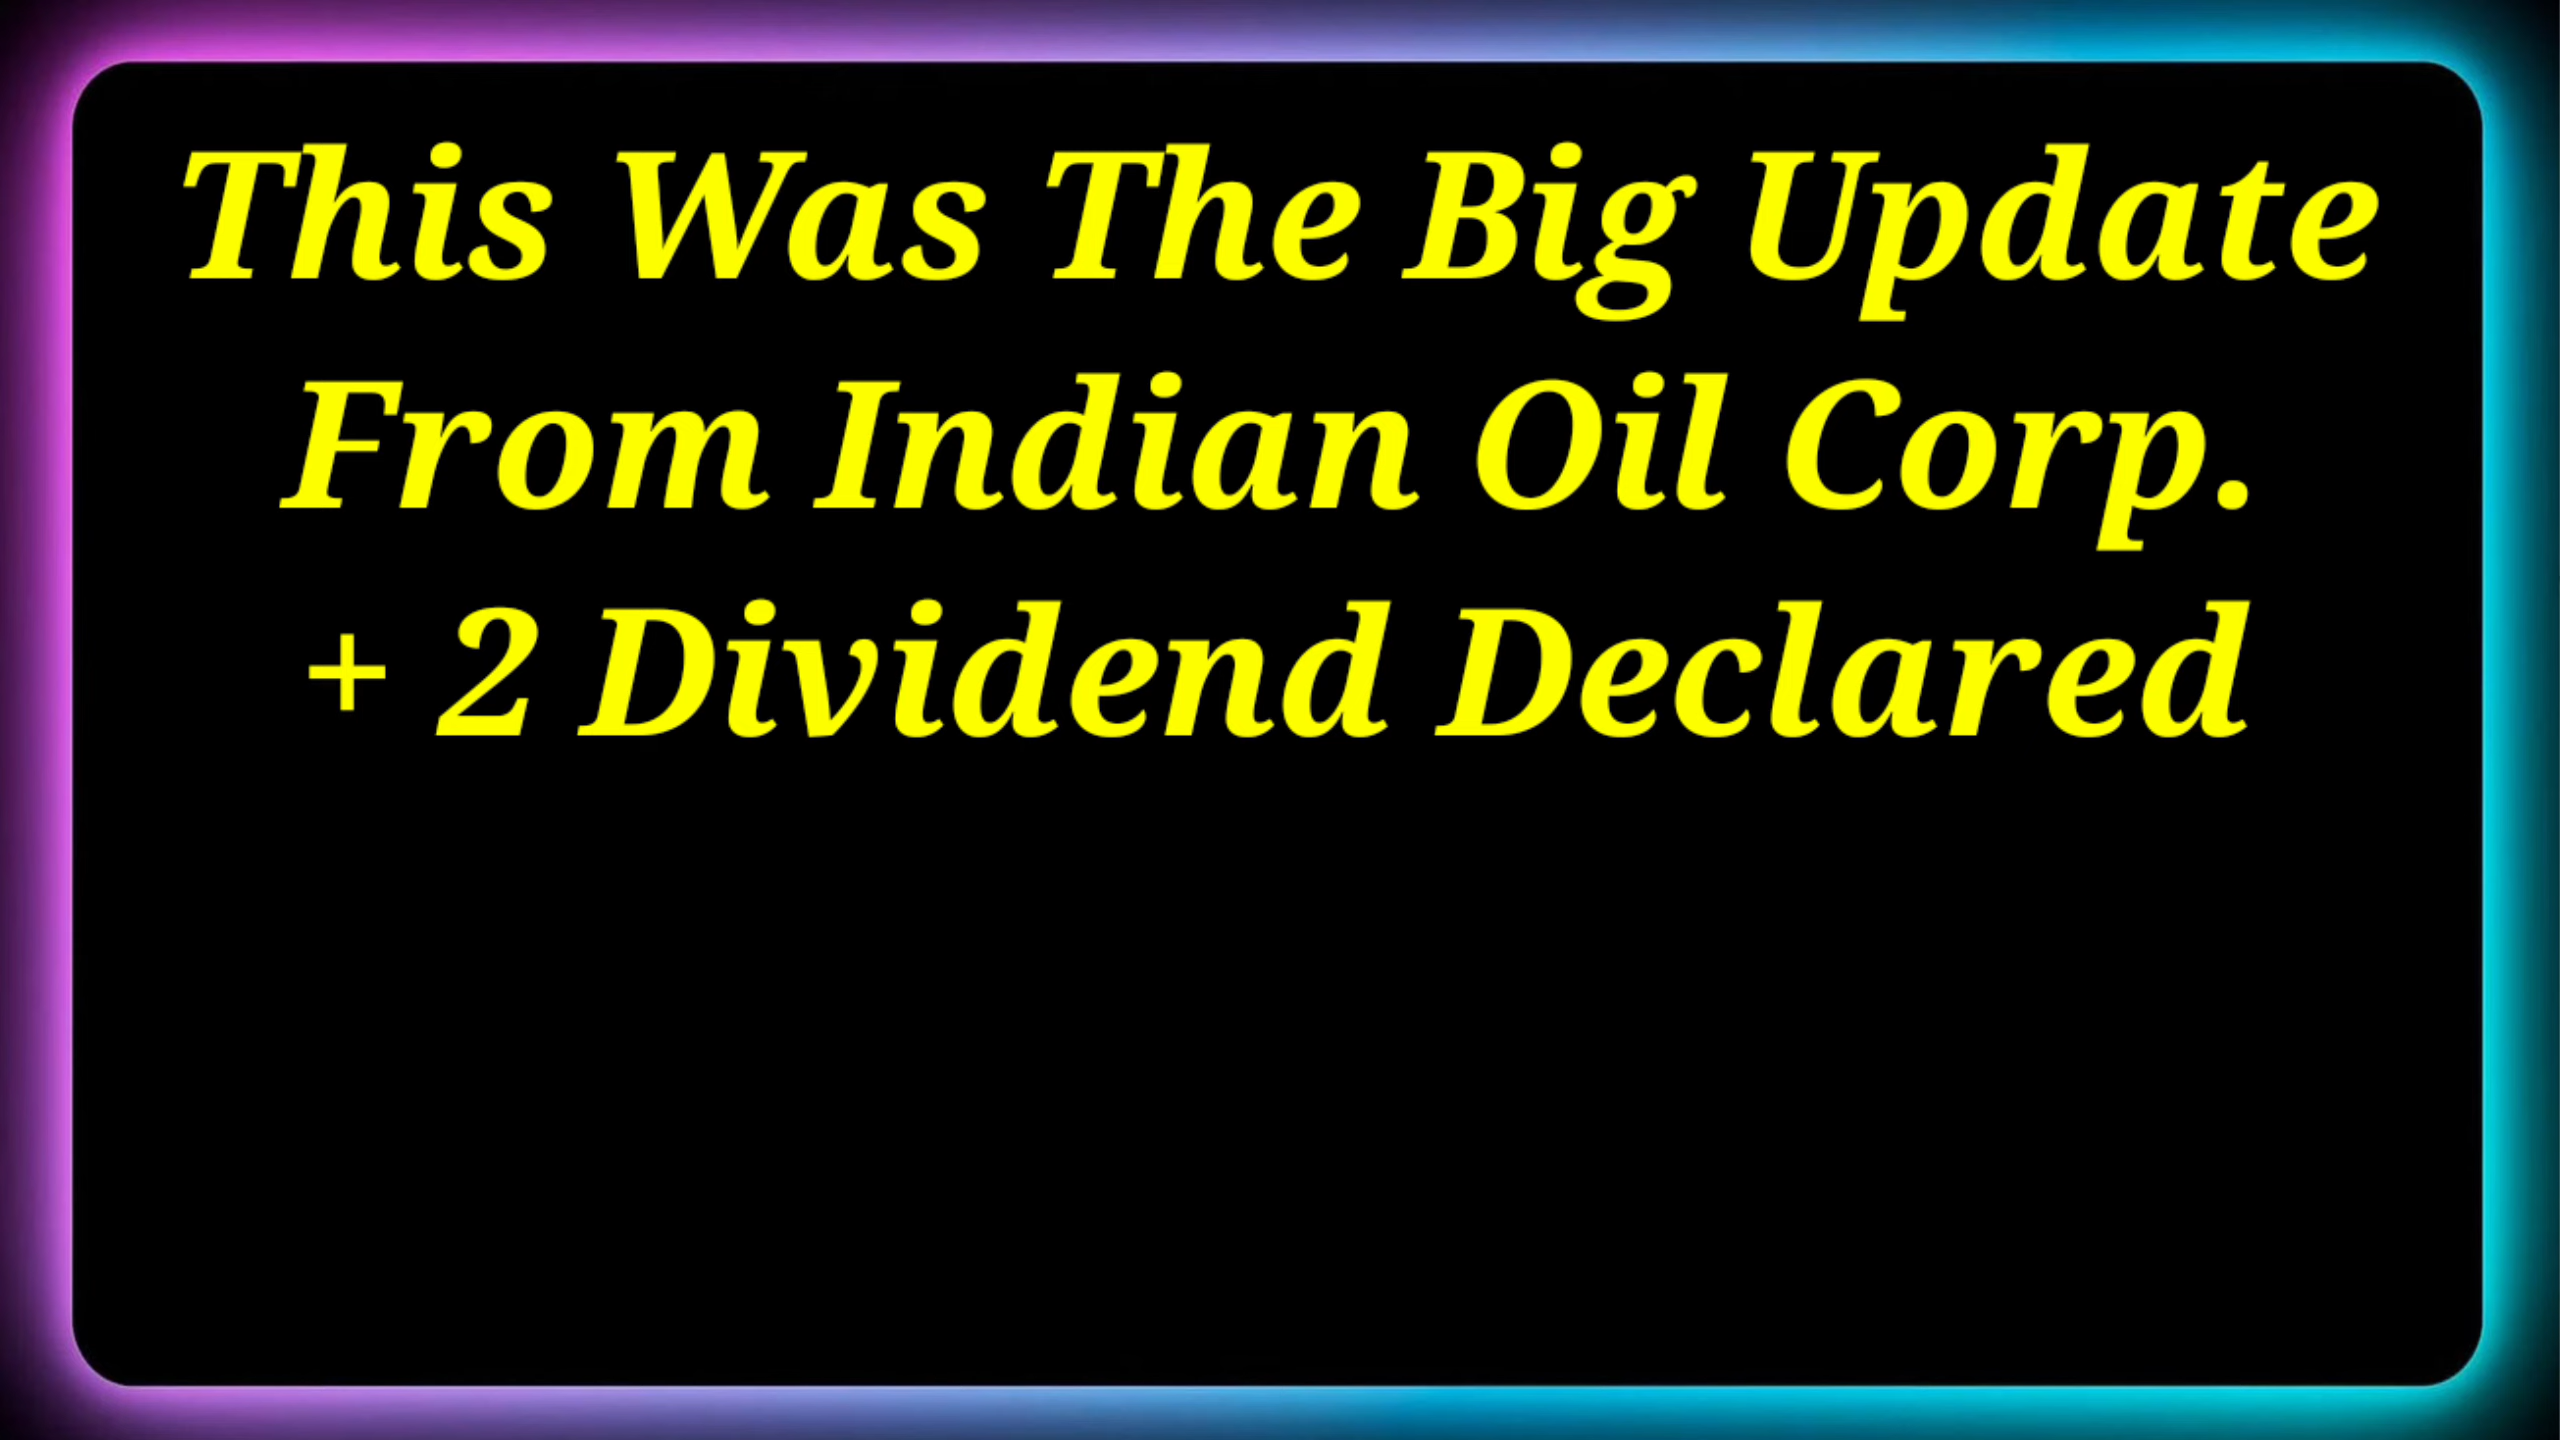 This Was The Big Update
From Indian Oil Corp.
+ 2 Dividend Declared